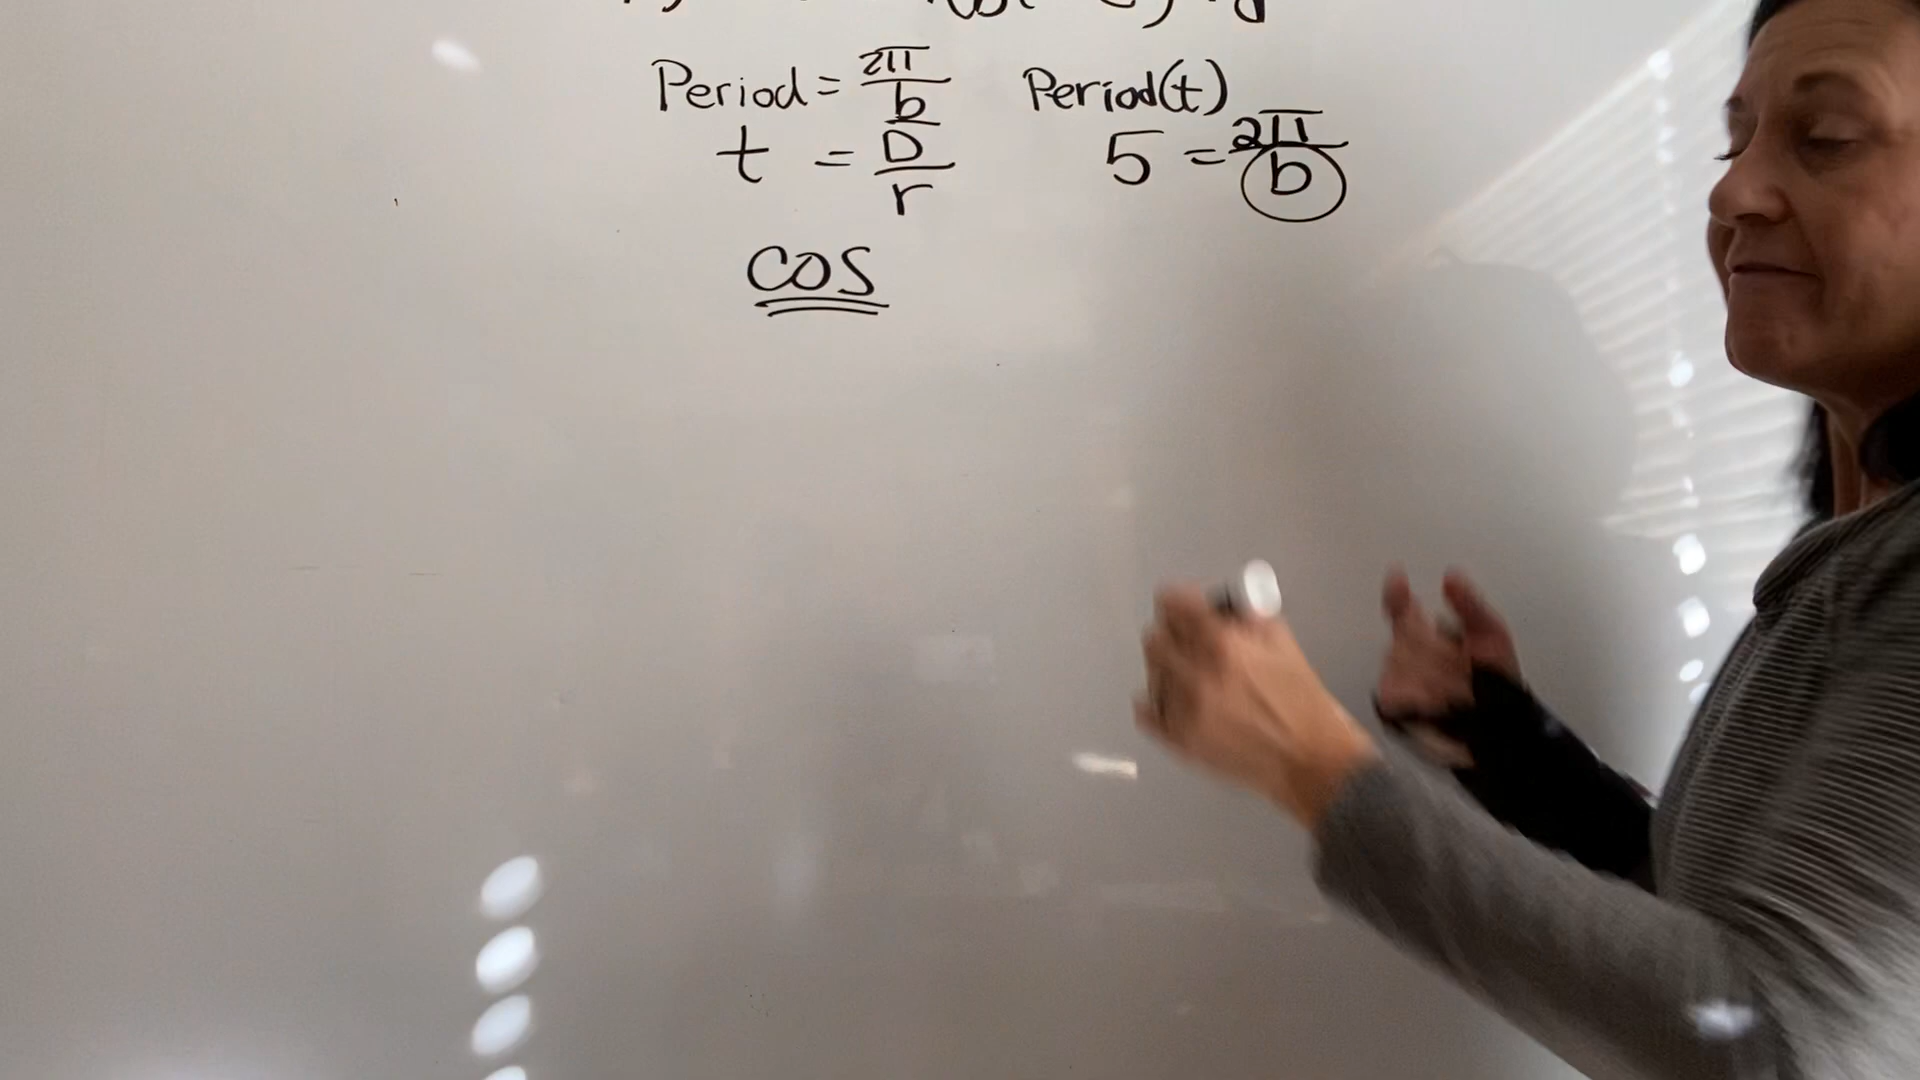 Period = 2π/b Period(t)
t = D/r 5 = 2π/b
cos